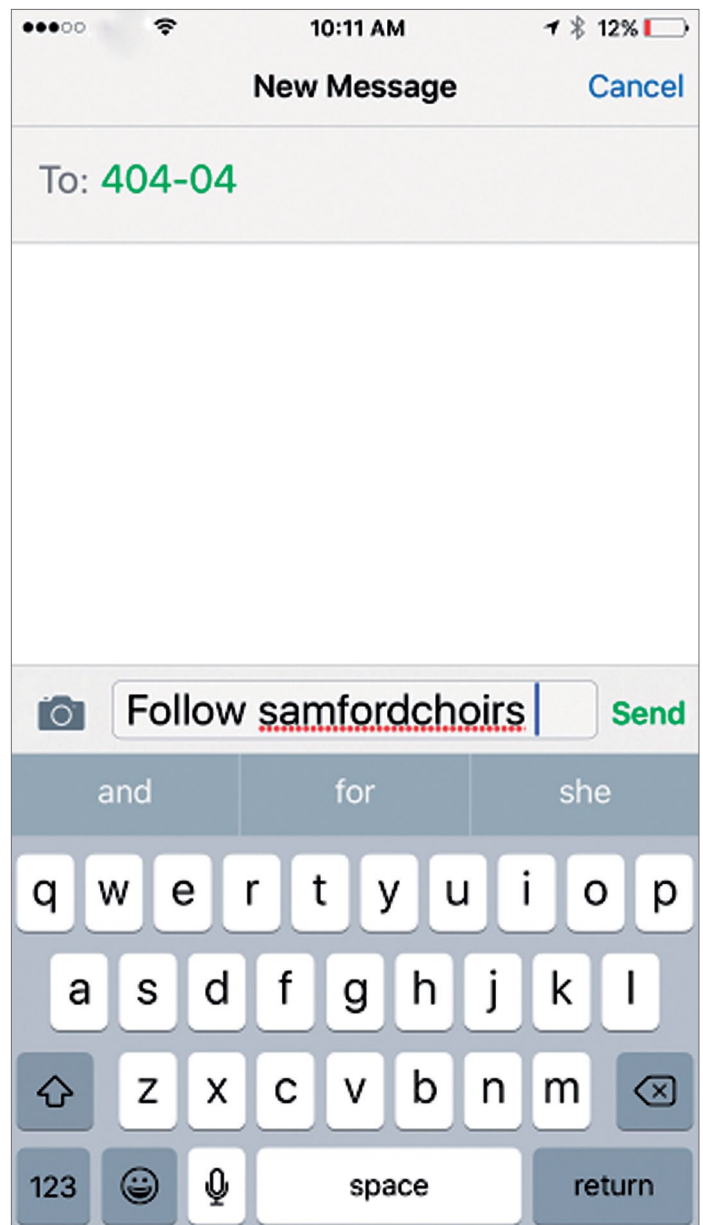 10:11 AM 12%
New Message Cancel
To: 404-04
Follow samfordchoirs Send
and for she
q w e r t y u i o p
a s d f g h j k l
z x c v b n m
123 space return